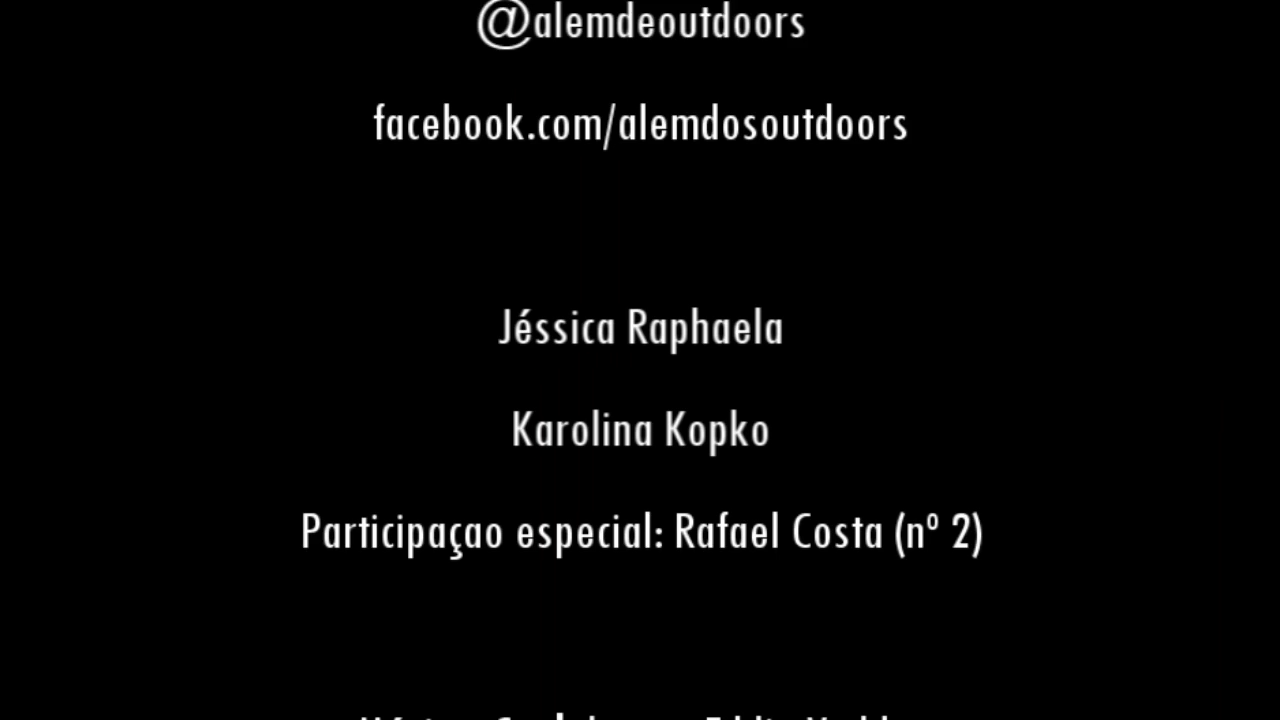 @alemdeoutdoors
facebook.com/alemdosoutdoors
Jéssica Raphaela
Karolina Kopko
Participaçao especial: Rafael Costa (nº 2)